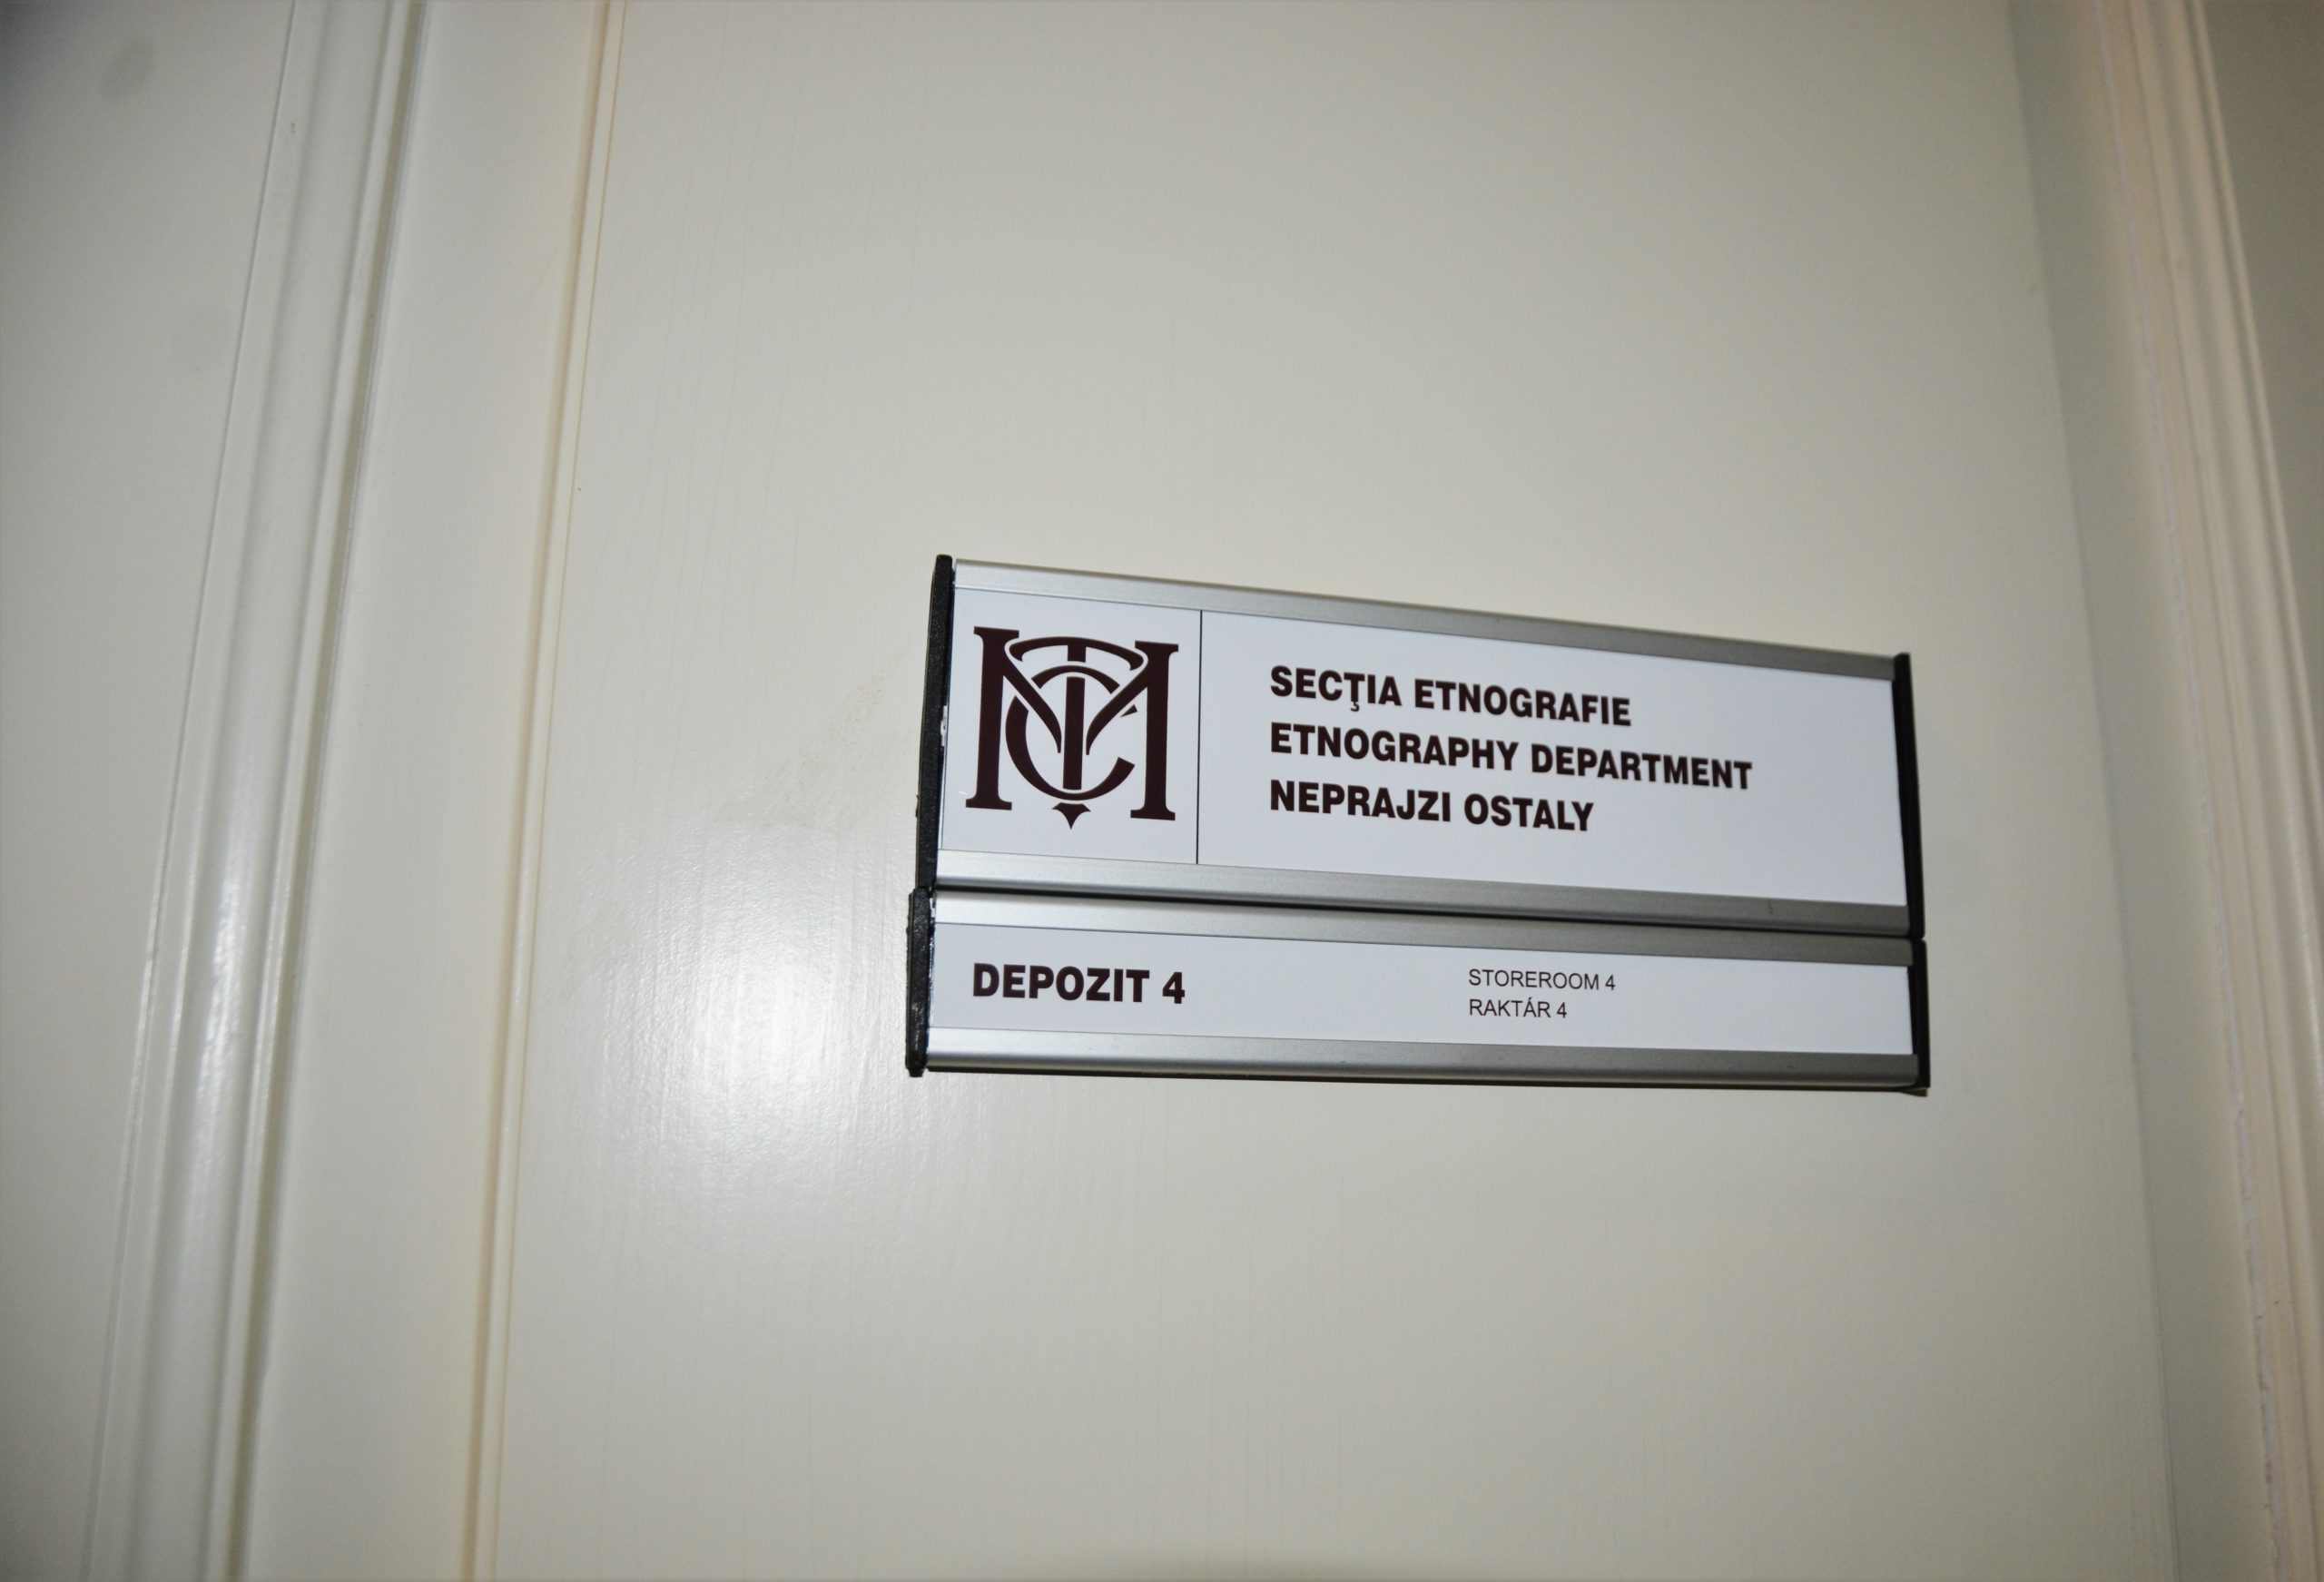 SECŢIA ETNOGRAFIE
ETNOGRAPHY DEPARTMENT
NEPRAJZI OSTALY
DEPOZIT 4
STOREROOM 4
RAKTÁR 4